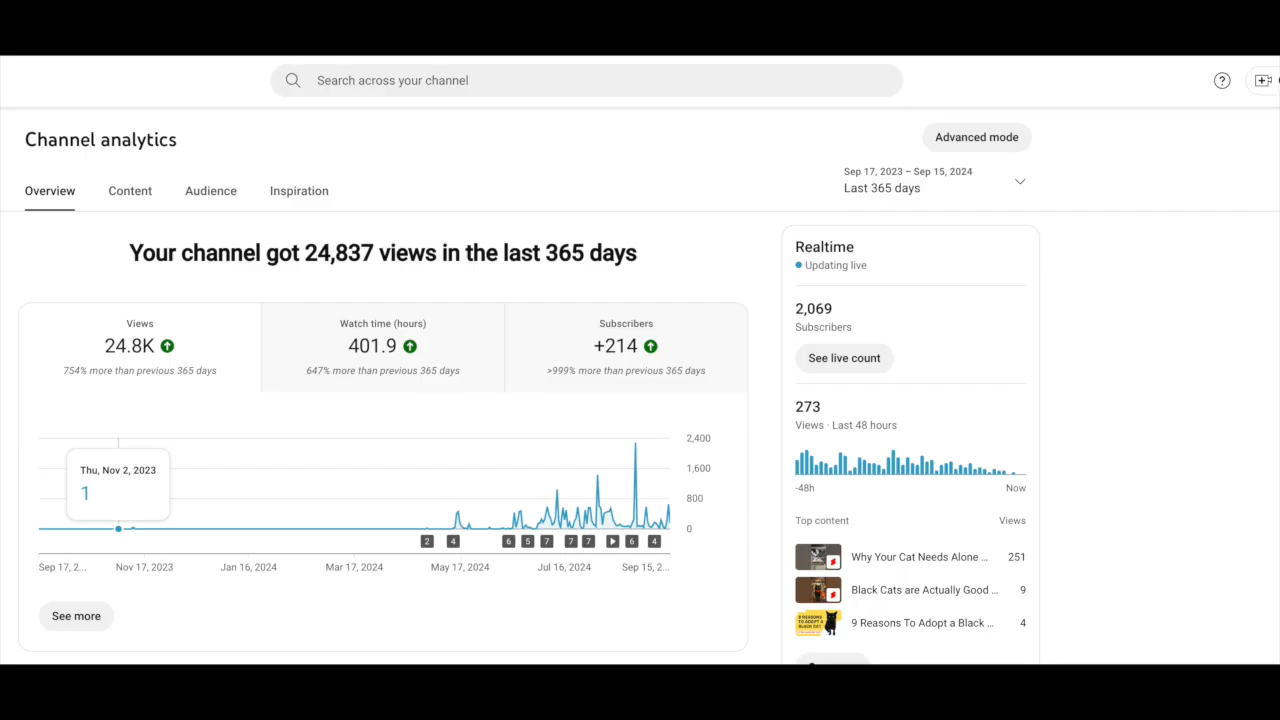 Search across your channel
Channel analytics
Advanced mode
Sep 17, 2023 – Sep 15, 2024
Last 365 days
Overview
Content
Audience
Inspiration
Your channel got 24,837 views in the last 365 days
Views
24.8K
754% more than previous 365 days
Watch time (hours)
401.9
647% more than previous 365 days
Subscribers
+214
>999% more than previous 365 days
2,400
1,600
800
0
Thu, Nov 2, 2023
1
2
4
6
5
7
7
7
6
4
Sep 17, 2...
Nov 17, 2023
Jan 16, 2024
Mar 17, 2024
May 17, 2024
Jul 16, 2024
Sep 15, 2...
See more
Realtime
Updating live
2,069
Subscribers
See live count
273
Views · Last 48 hours
-48h
Now
Top content
Views
Why Your Cat Needs Alone ...
251
Black Cats are Actually Good ...
9
9 REASONS
TO ADOPT A
BLACK CAT
9 Reasons To Adopt a Black ...
4